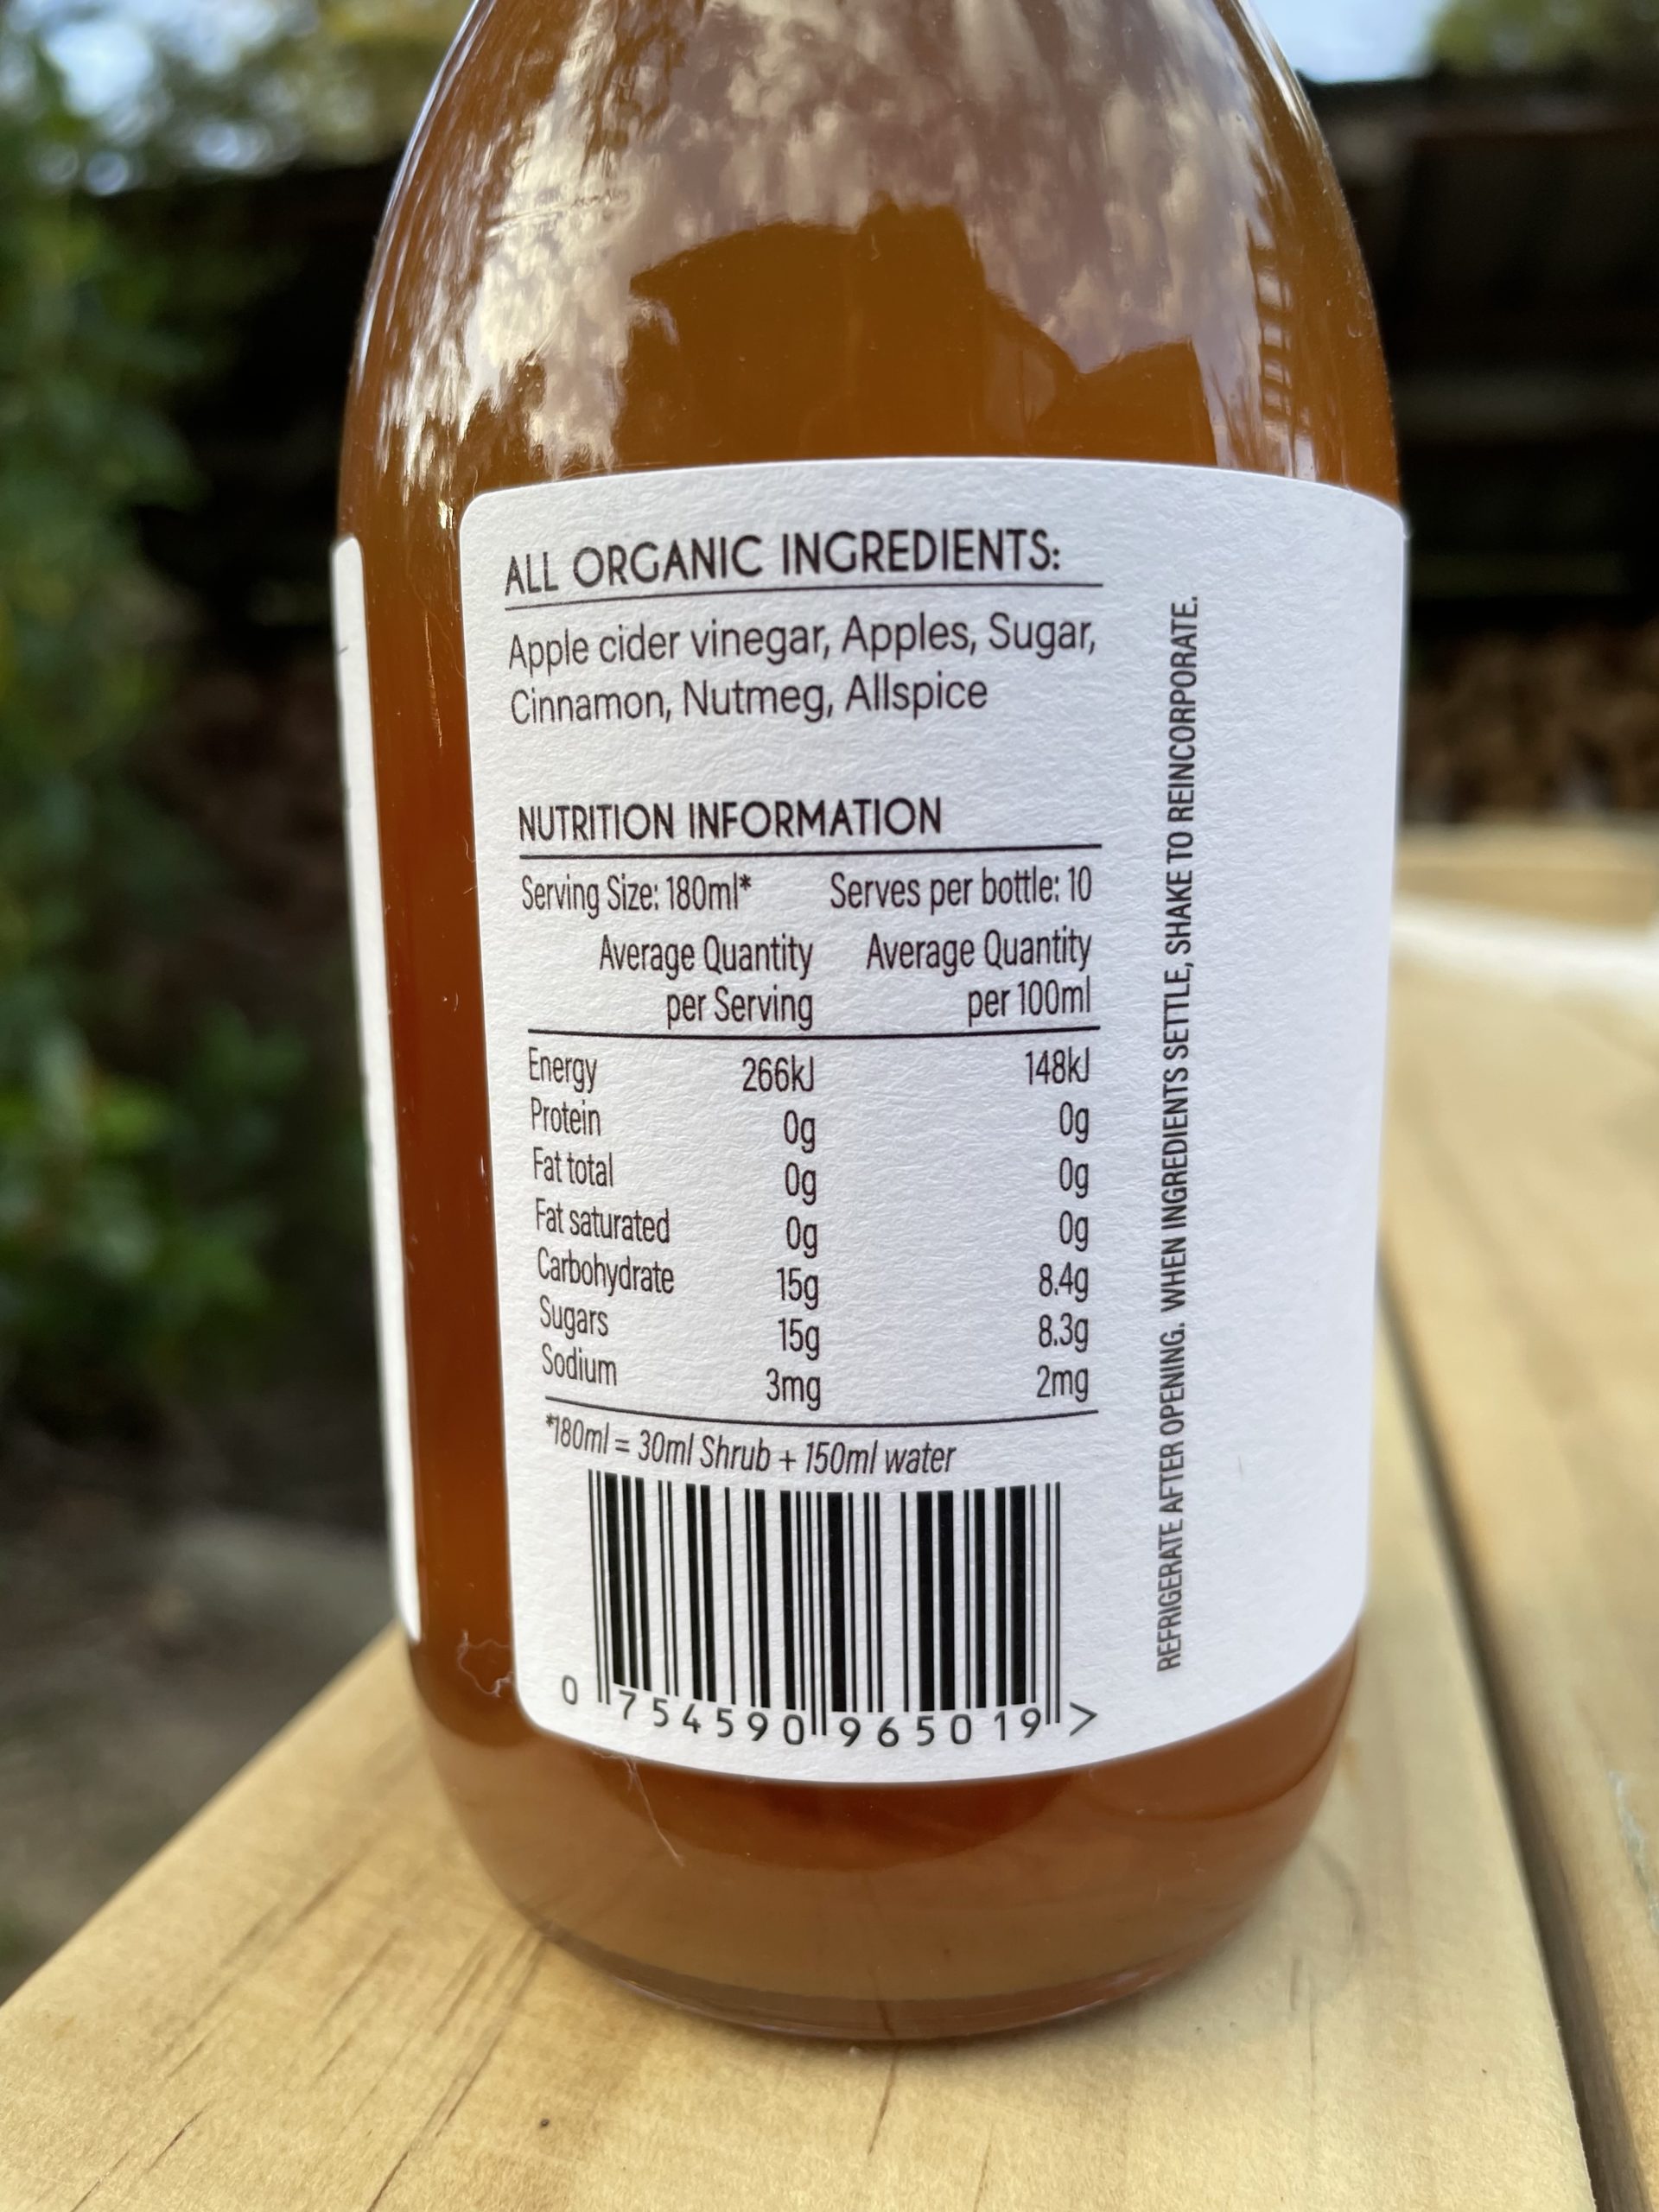 ALL ORGANIC INGREDIENTS:
Apple cider vinegar, Apples, Sugar,
Cinnamon, Nutmeg, Allspice
NUTRITION INFORMATION
Serving Size: 180ml* Serves per bottle: 10
Average Quantity Average Quantity
per Serving per 100ml
Energy 266kJ 148kJ
Protein 0g 0g
Fat total 0g 0g
Fat saturated 0g 0g
Carbohydrate 15g 8.4g
Sugars 15g 8.3g
Sodium 3mg 2mg
*180ml = 30ml Shrub + 150ml water
0 754590 965019 >
REFRIGERATE AFTER OPENING. WHEN INGREDIENTS SETTLE, SHAKE TO REINCORPORATE.